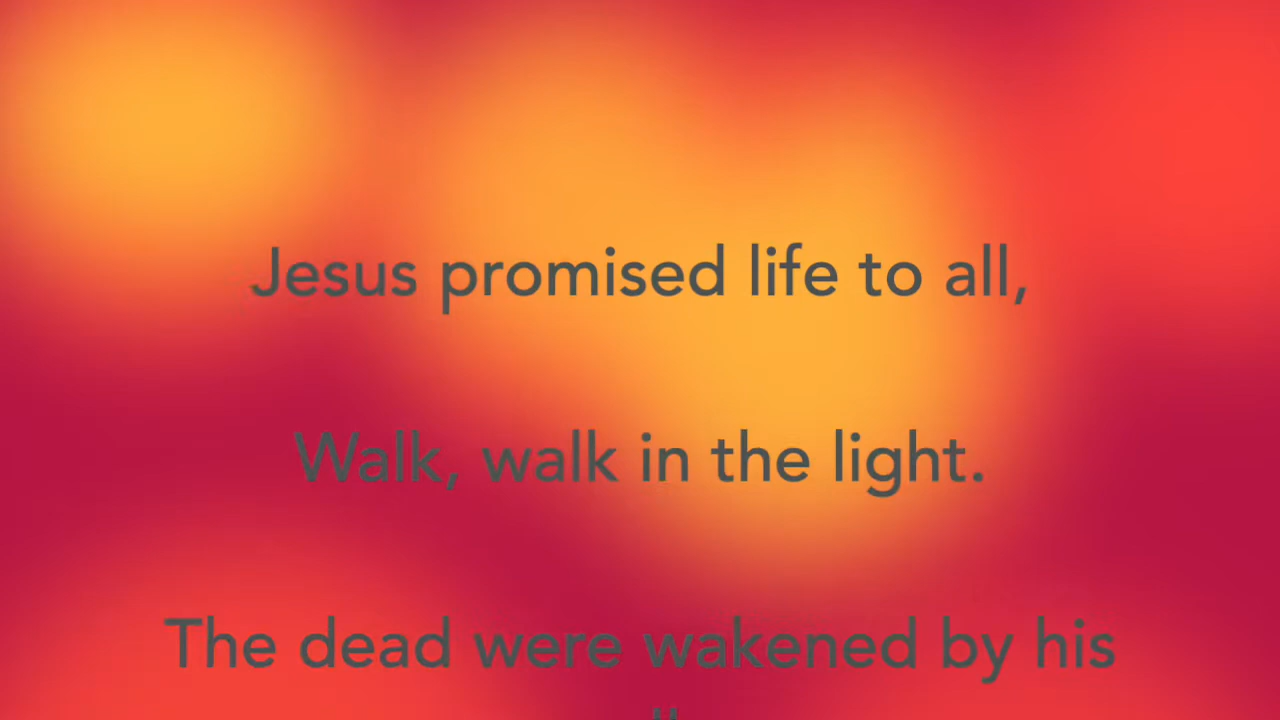 Jesus promised life to all,
Walk, walk in the light.
The dead were wakened by his